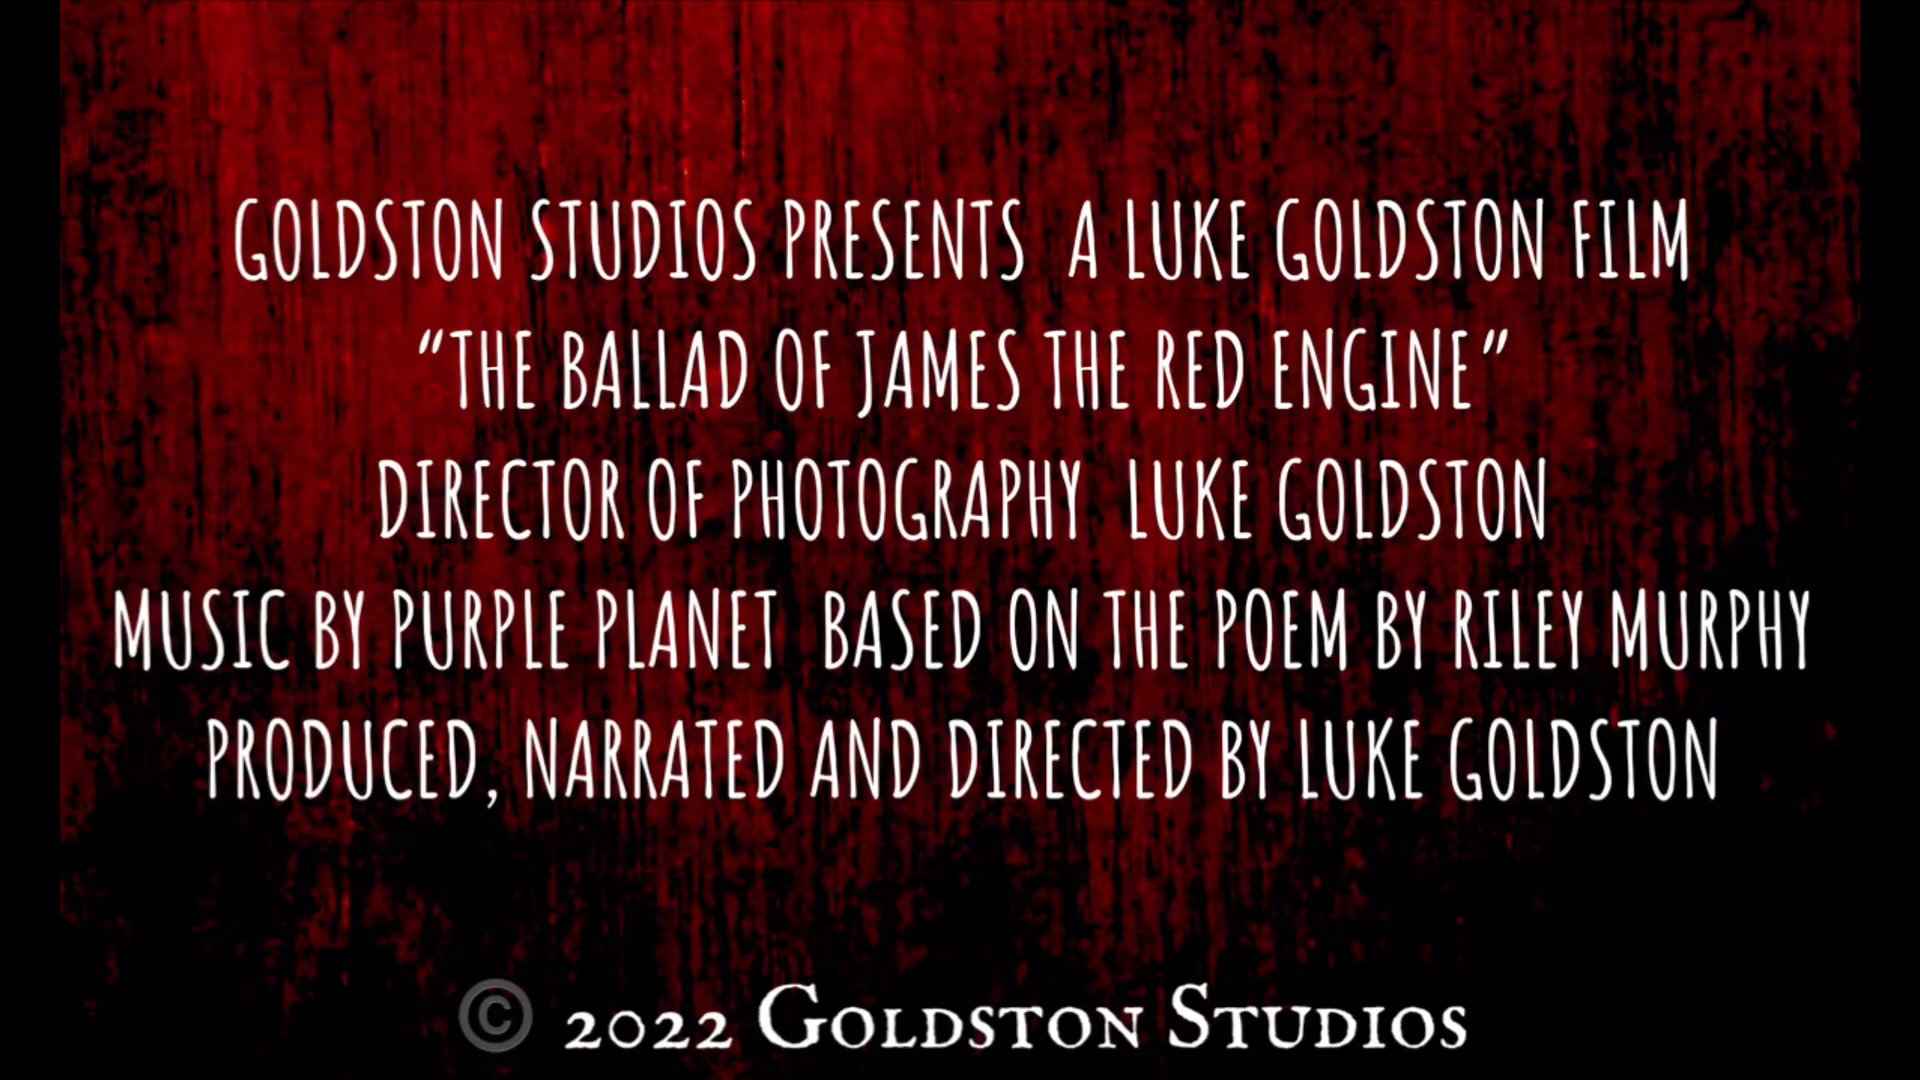 GOLDSTON STUDIOS PRESENTS A LUKE GOLDSTON FILM
“THE BALLAD OF JAMES THE RED ENGINE”
DIRECTOR OF PHOTOGRAPHY LUKE GOLDSTON
MUSIC BY PURPLE PLANET BASED ON THE POEM BY RILEY MURPHY
PRODUCED, NARRATED AND DIRECTED BY LUKE GOLDSTON
© 2022 GOLDSTON STUDIOS